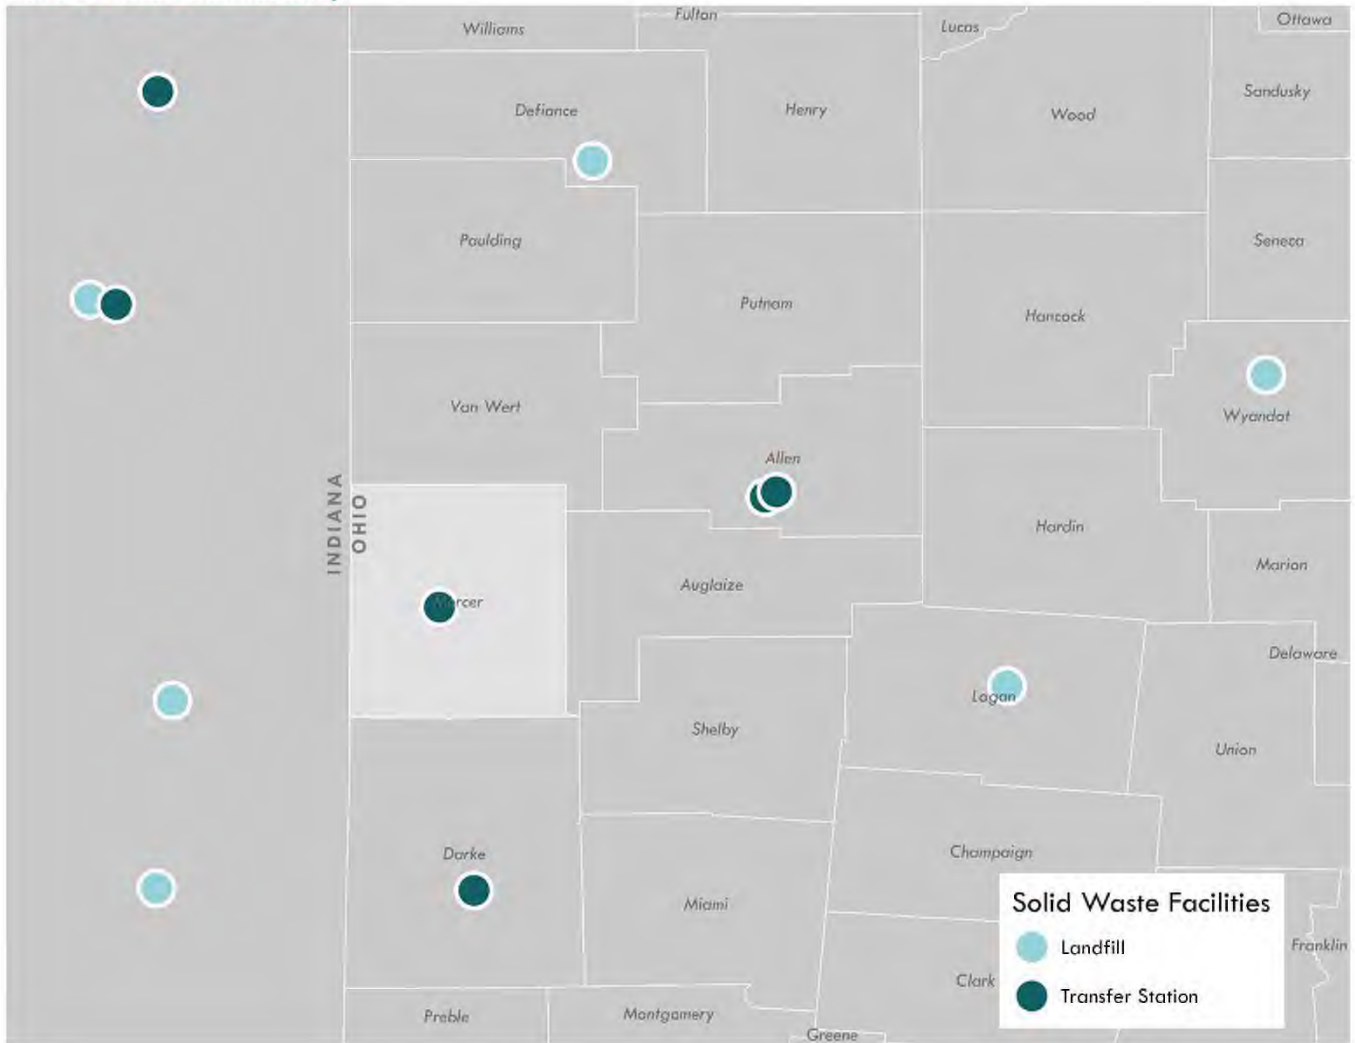 Williams
Fulton
Lucas
Ottawa
Defiance
Henry
Wood
Sandusky
Paulding
Putnam
Hancock
Seneca
Van Wert
Allen
Wyandot
INDIANA
OHIO
Mercer
Auglaize
Hardin
Marion
Delaware
Shelby
Logan
Union
Darke
Miami
Champaign
Solid Waste Facilities
Landfill
Transfer Station
Clark
Franklin
Preble
Montgomery
Greene